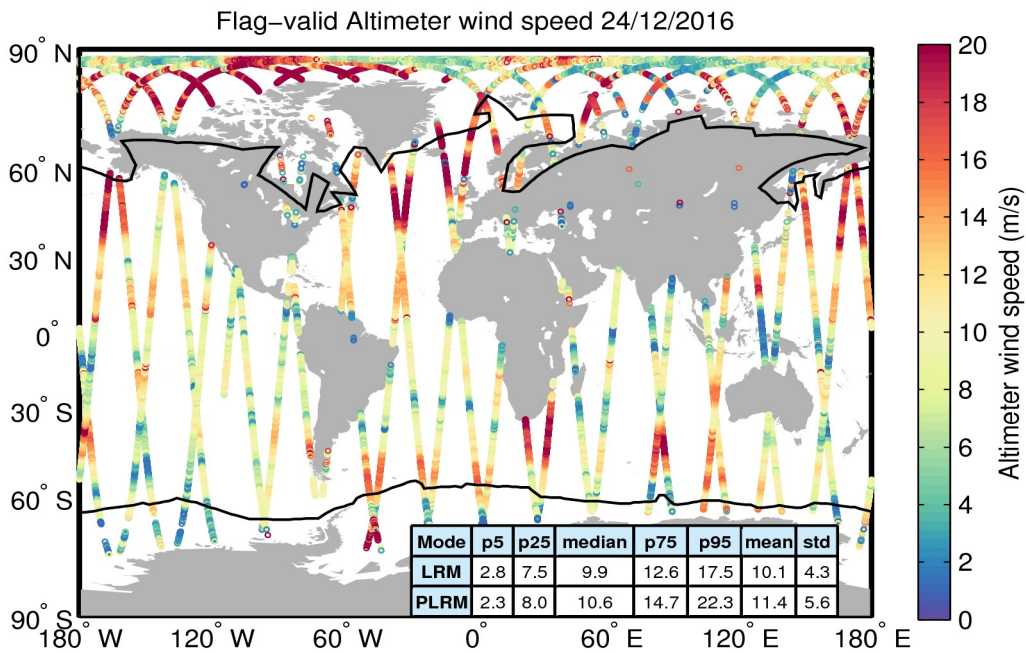 Flag−valid Altimeter wind speed 24/12/2016
90° N
60° N
30° N
0°
30° S
60° S
90° S
180° W
120° W
60° W
0°
60° E
120° E
180° E
Mode p5 p25 median p75 p95 mean std
LRM 2.8 7.5 9.9 12.6 17.5 10.1 4.3
PLRM 2.3 8.0 10.6 14.7 22.3 11.4 5.6
20
18
16
14
12
10
8
6
4
2
0
Altimeter wind speed (m/s)